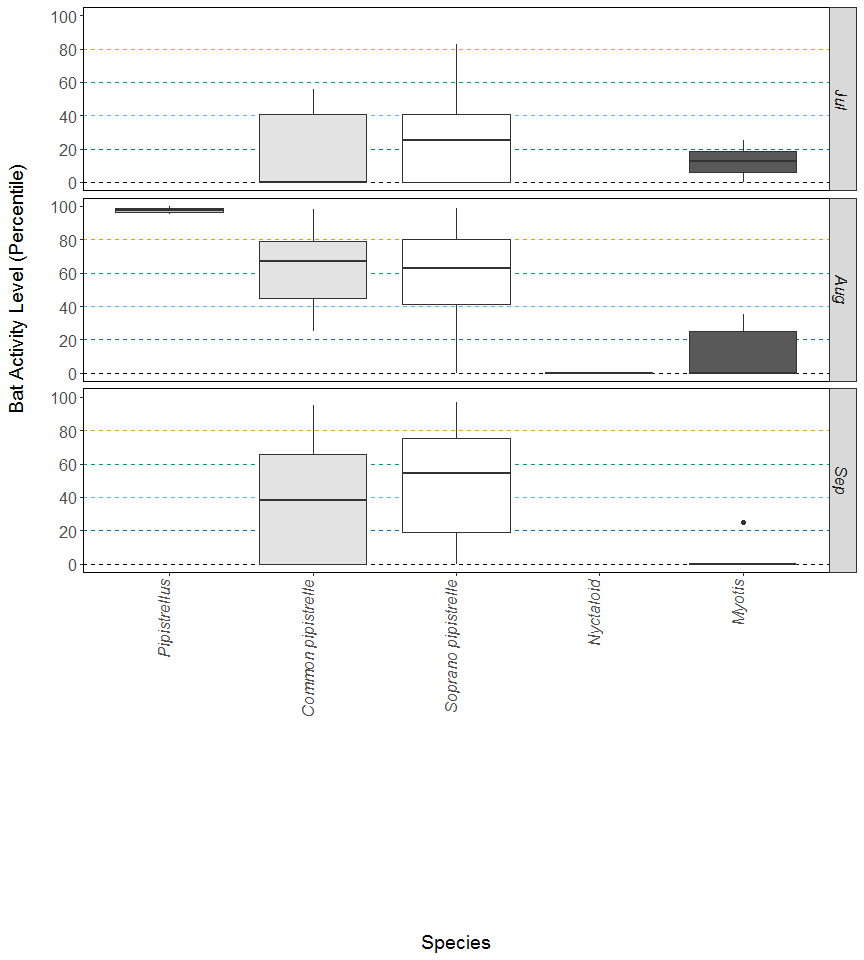 Bat Activity Level (Percentile)
100
80
60
40
20
0
Jul
100
80
60
40
20
0
Aug
100
80
60
40
20
0
Sep
Pipistrellus
Common pipistrelle
Soprano pipistrelle
Nyctaloid
Myotis
Species